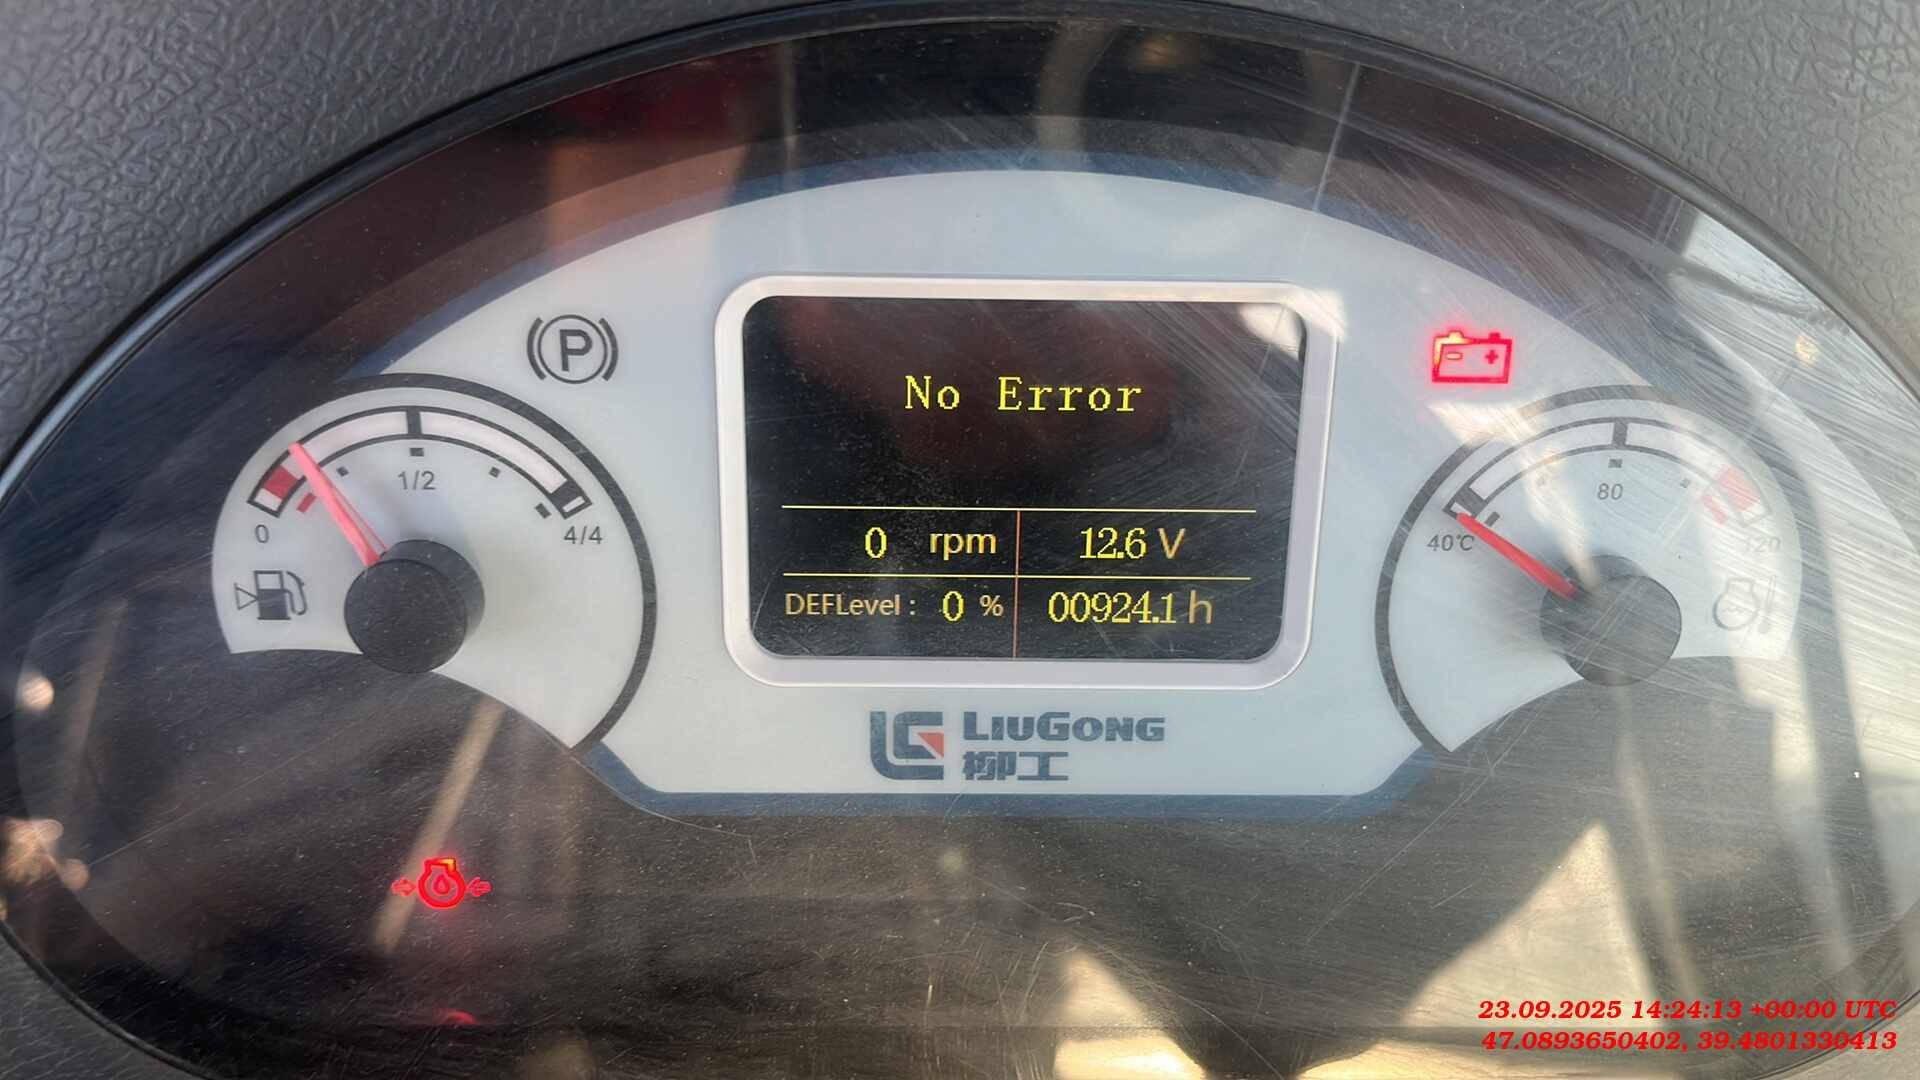 No Error
0 rpm 12.6 V
DEFLevel : 0 % 00924.1 h
P
0 1/2 4/4
40℃ 80 120
LIUGONG
柳工
23.09.2025 14:24:13 +00:00 UTC
47.0893650402, 39.4801330413